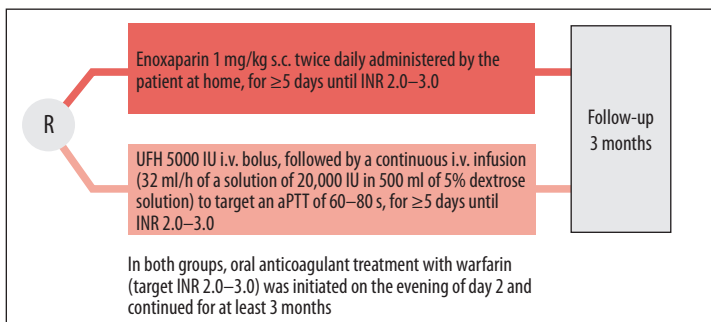 Enoxaparin 1 mg/kg s.c. twice daily administered by the
patient at home, for ≥5 days until INR 2.0–3.0
R
Follow-up
3 months
UFH 5000 IU i.v. bolus, followed by a continuous i.v. infusion
(32 ml/h of a solution of 20,000 IU in 500 ml of 5% dextrose
solution) to target an aPTT of 60–80 s, for ≥5 days until
INR 2.0–3.0
In both groups, oral anticoagulant treatment with warfarin
(target INR 2.0–3.0) was initiated on the evening of day 2 and
continued for at least 3 months